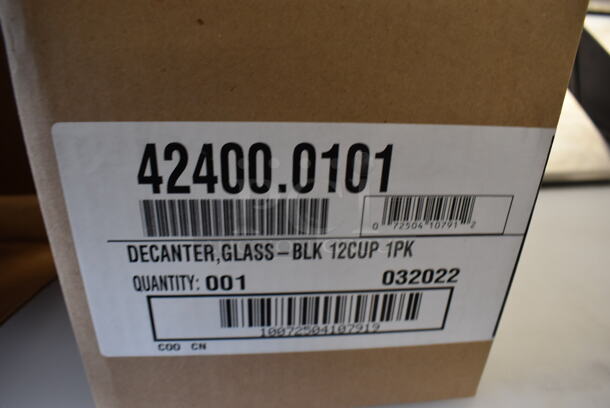 42400.0101
0 72504 10791 2
DECANTER,GLASS-BLK 12CUP 1PK
QUANTITY: 001 032022
10072504107919
COO CN